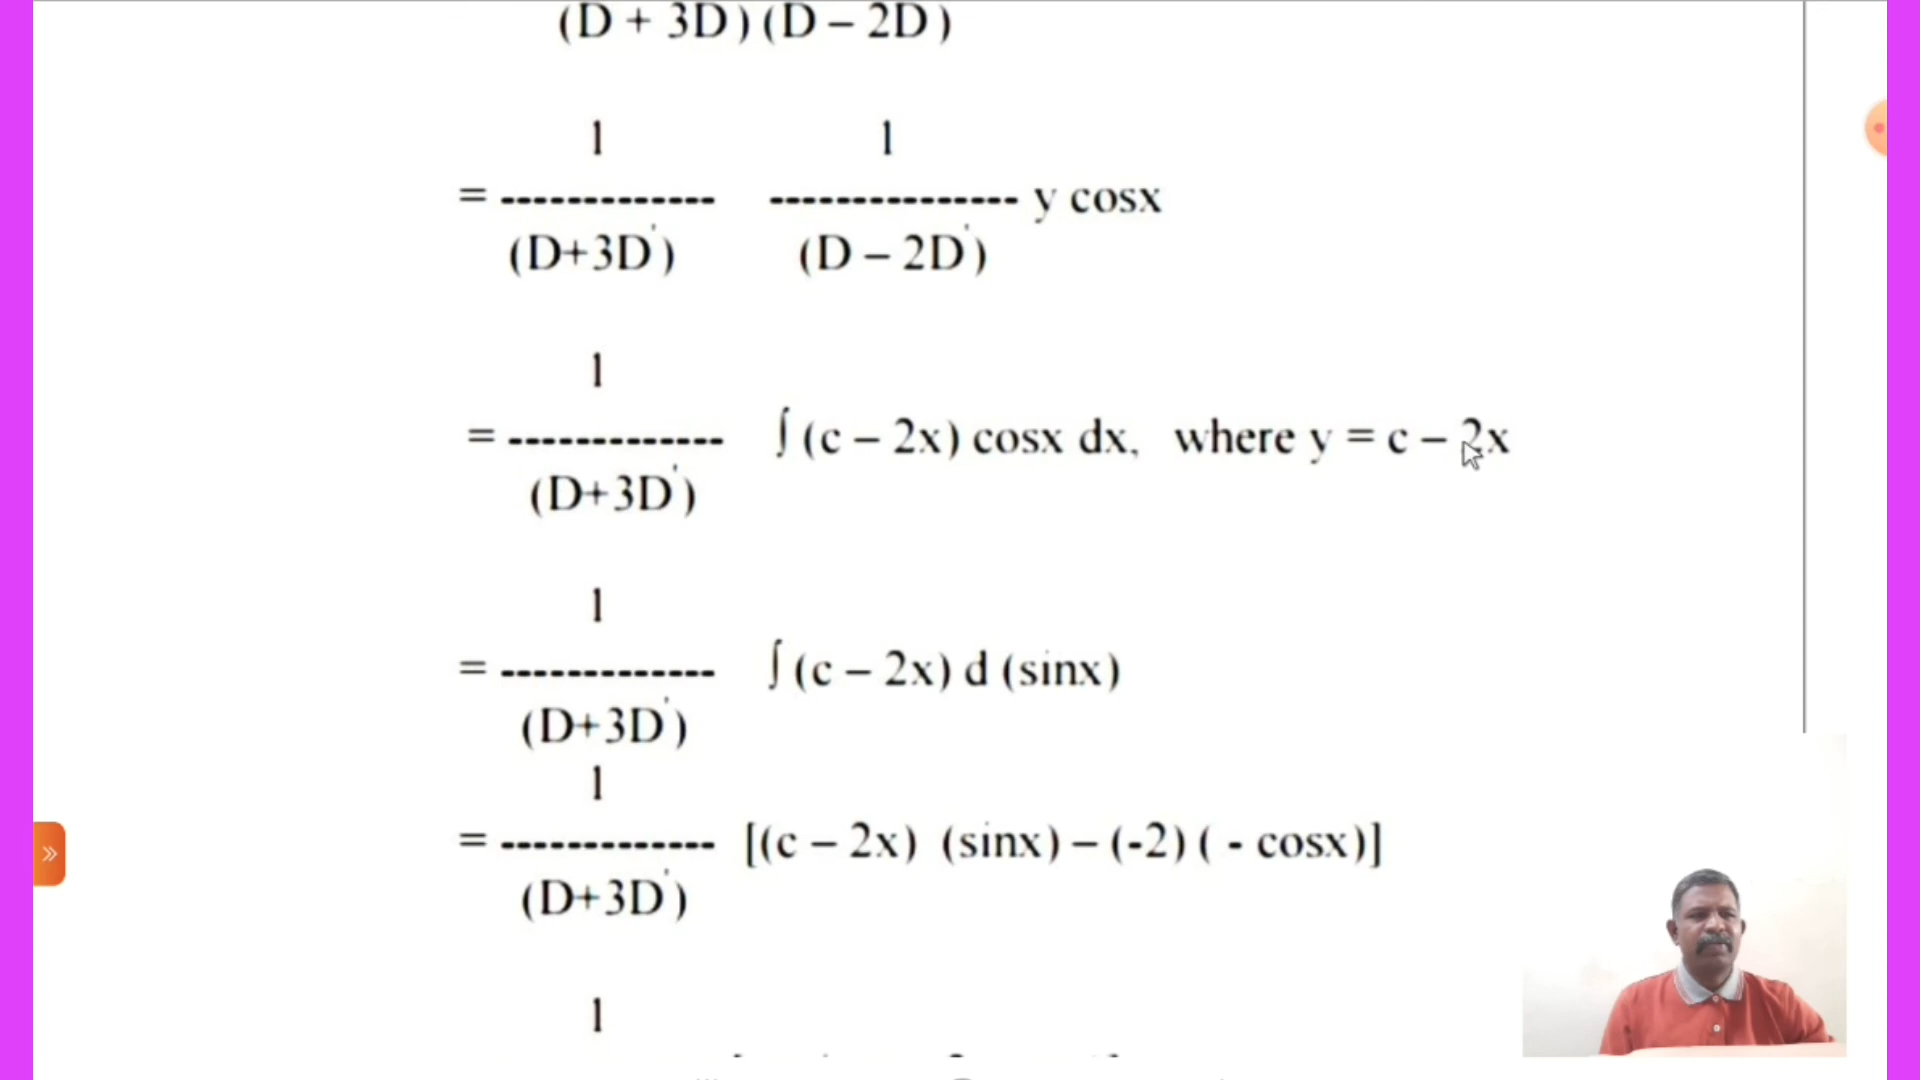 (D + 3D ) (D – 2D )
1 1
= ------------- --------------- y cosx
(D+3D') (D – 2D')
1
= ------------- ∫ (c – 2x) cosx dx, where y = c – 2x
(D+3D')
1
= ------------- ∫ (c – 2x) d (sinx)
(D+3D')
1
= ------------- [(c – 2x) (sinx) – (-2) ( - cosx)]
(D+3D')
1